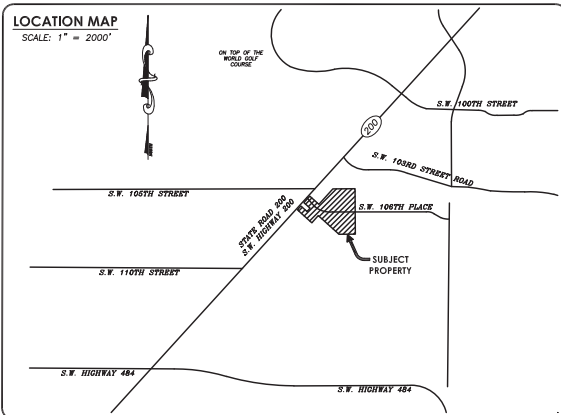 LOCATION MAP
SCALE: 1" = 2000'
ON TOP OF THE
WORLD GOLF
COURSE
S.W. 100TH STREET
200
S.W. 103RD STREET ROAD
S.W. 105TH STREET
STATE ROAD 200
S.W. HIGHWAY 200
S.W. 106TH PLACE
SUBJECT
PROPERTY
S.W. 110TH STREET
S.W. HIGHWAY 484
S.W. HIGHWAY 484